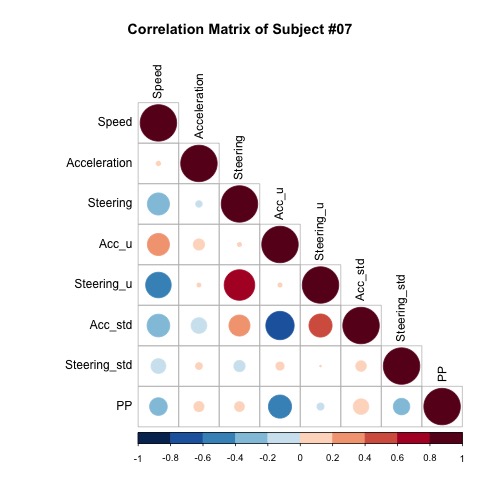 Correlation Matrix of Subject #07
Speed
Acceleration
Steering
Acc_u
Steering_u
Acc_std
Steering_std
PP
Speed
Acceleration
Steering
Acc_u
Steering_u
Acc_std
Steering_std
PP
-1 -0.8 -0.6 -0.4 -0.2 0 0.2 0.4 0.6 0.8 1